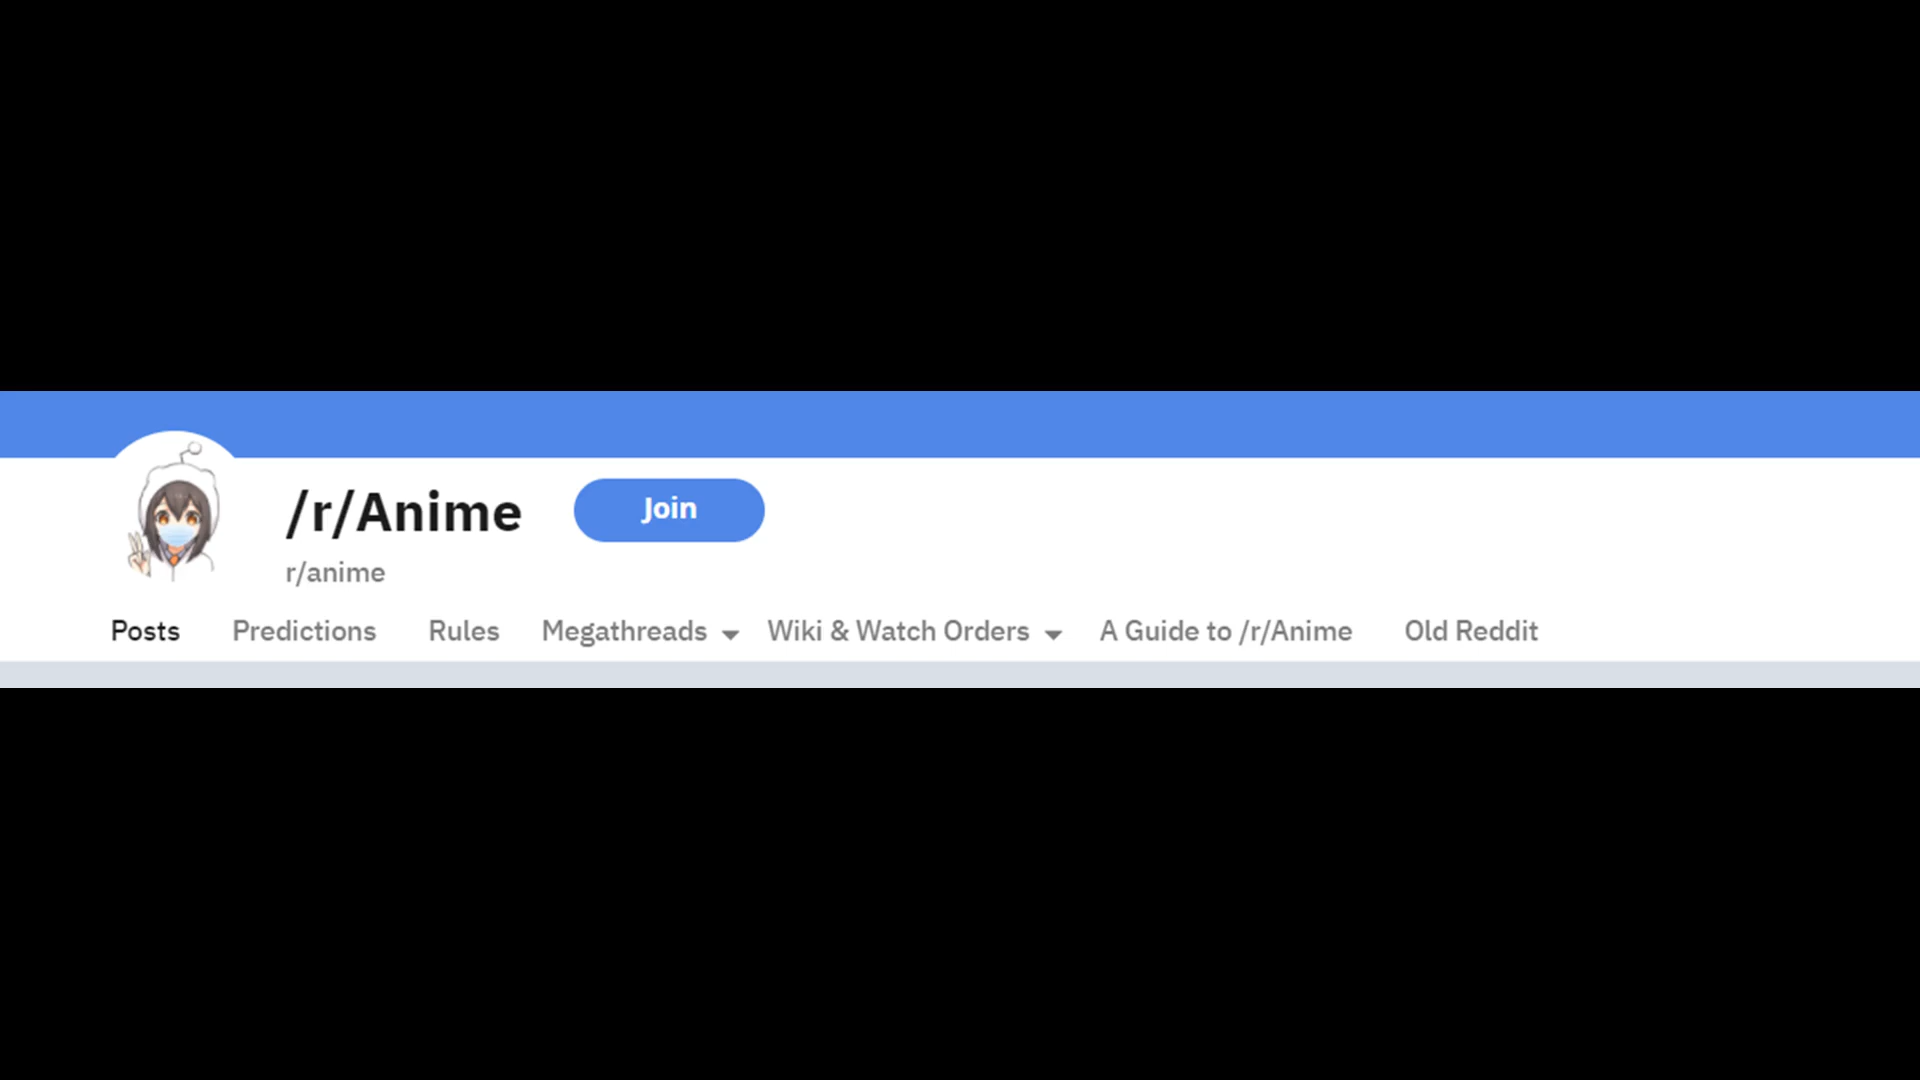 /r/Anime Join
r/anime
Posts Predictions Rules Megathreads Wiki & Watch Orders A Guide to /r/Anime Old Reddit